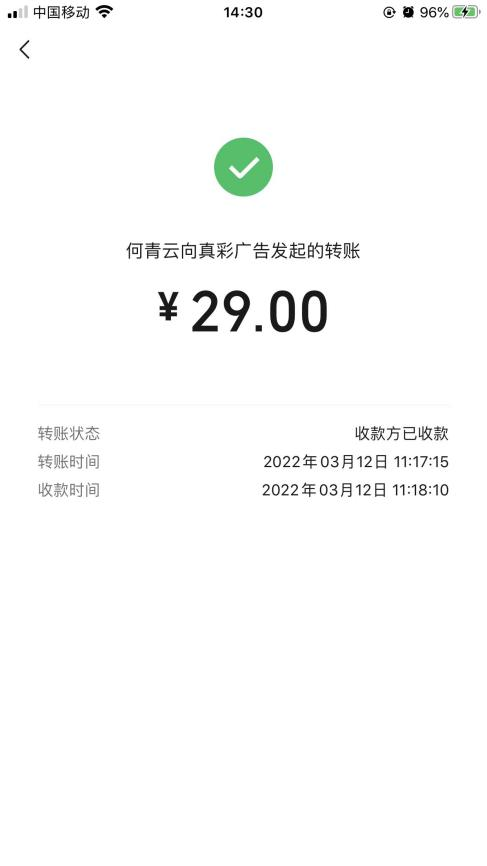 中国移动 14:30 96%
何青云向真彩广告发起的转账
¥ 29.00
转账状态 收款方已收款
转账时间 2022年03月12日 11:17:15
收款时间 2022年03月12日 11:18:10